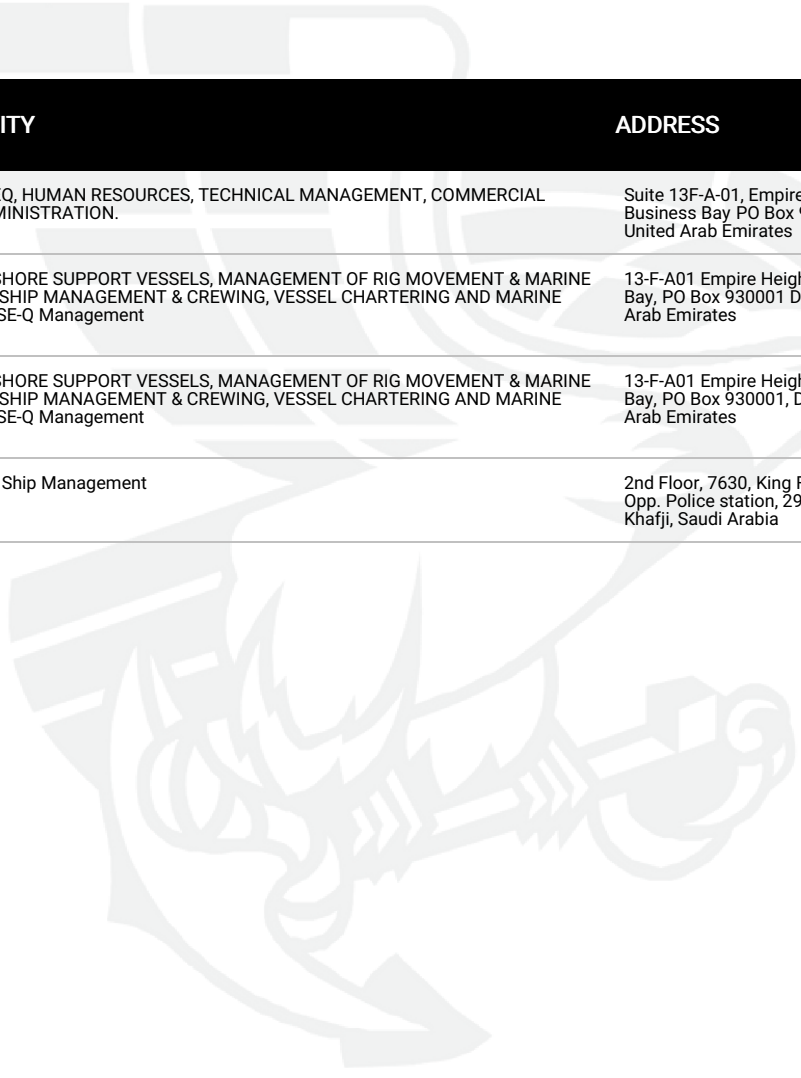 ITY ADDRESS
Q, HUMAN RESOURCES, TECHNICAL MANAGEMENT, COMMERCIAL
MINISTRATION.
Suite 13F-A-01, Empire
Business Bay PO Box
United Arab Emirates
SHORE SUPPORT VESSELS, MANAGEMENT OF RIG MOVEMENT & MARINE
SHIP MANAGEMENT & CREWING, VESSEL CHARTERING AND MARINE
SE-Q Management
13-F-A01 Empire Heigh
Bay, PO Box 930001 D
Arab Emirates
SHORE SUPPORT VESSELS, MANAGEMENT OF RIG MOVEMENT & MARINE
SHIP MANAGEMENT & CREWING, VESSEL CHARTERING AND MARINE
SE-Q Management
13-F-A01 Empire Heigh
Bay, PO Box 930001, D
Arab Emirates
Ship Management
2nd Floor, 7630, King F
Opp. Police station, 29
Khafji, Saudi Arabia